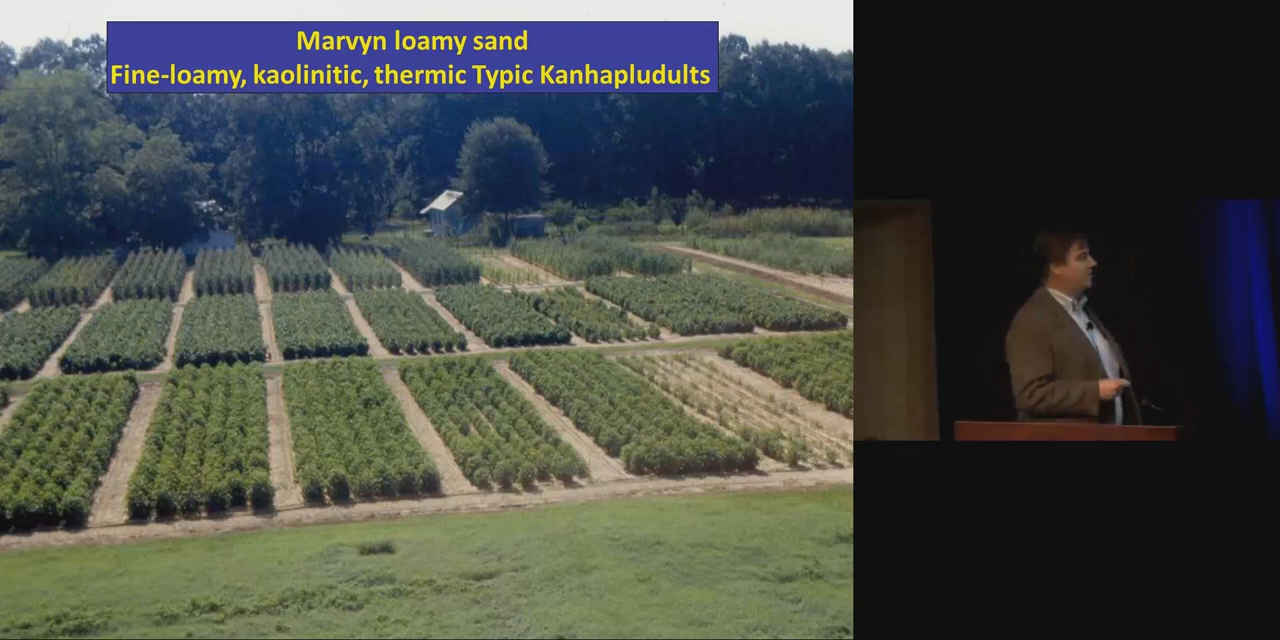 Marvyn loamy sand
Fine-loamy, kaolinitic, thermic Typic Kanhapludults